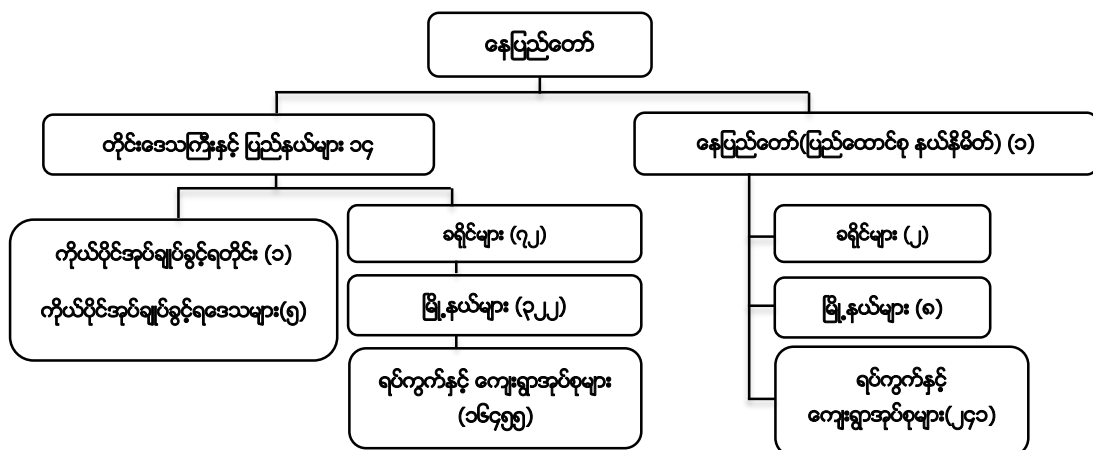 နေပြည်တော်
တိုင်းဒေသကြီးနှင့် ပြည်နယ်များ ၁၄
နေပြည်တော်(ပြည်ထောင်စု နယ်နိမိတ်) (၁)
ကိုယ်ပိုင်အုပ်ချုပ်ခွင့်ရတိုင်း (၁)
ကိုယ်ပိုင်အုပ်ချုပ်ခွင့်ရဒေသများ(၅)
ခရိုင်များ (၇၂)
မြို့နယ်များ (၃၂၂)
ရပ်ကွက်နှင့် ကျေးရွာအုပ်စုများ
(၁၆၄၅၅)
ခရိုင်များ (၂)
မြို့နယ်များ (၈)
ရပ်ကွက်နှင့်
ကျေးရွာအုပ်စုများ(၂၄၁)